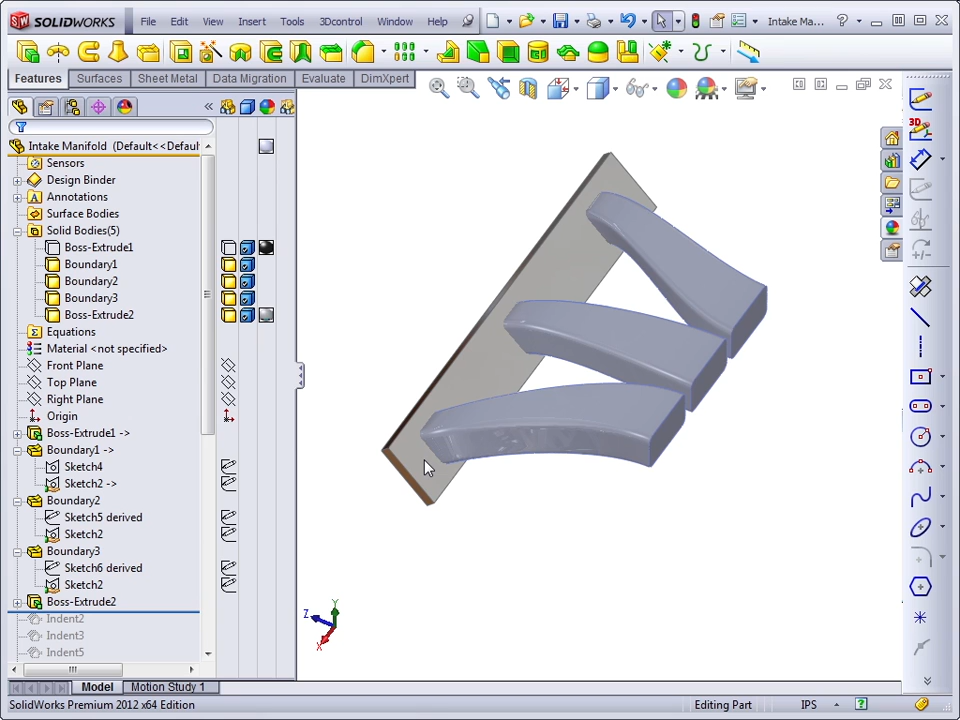 SOLIDWORKS File Edit View Insert Tools 3Dcontrol Window Help Intake Ma...
Features Surfaces Sheet Metal Data Migration Evaluate DimXpert
Intake Manifold (Default<<Defaul
Sensors
Design Binder
Annotations
Surface Bodies
Solid Bodies(5)
Boss-Extrude1
Boundary1
Boundary2
Boundary3
Boss-Extrude2
Equations
Material <not specified>
Front Plane
Top Plane
Right Plane
Origin
Boss-Extrude1 ->
Boundary1 ->
Sketch4
Sketch2 ->
Boundary2
Sketch5 derived
Sketch2
Boundary3
Sketch6 derived
Sketch2
Boss-Extrude2
Indent2
Indent3
Indent5
3D
Y
Z
X
Model Motion Study 1
SolidWorks Premium 2012 x64 Edition Editing Part IPS